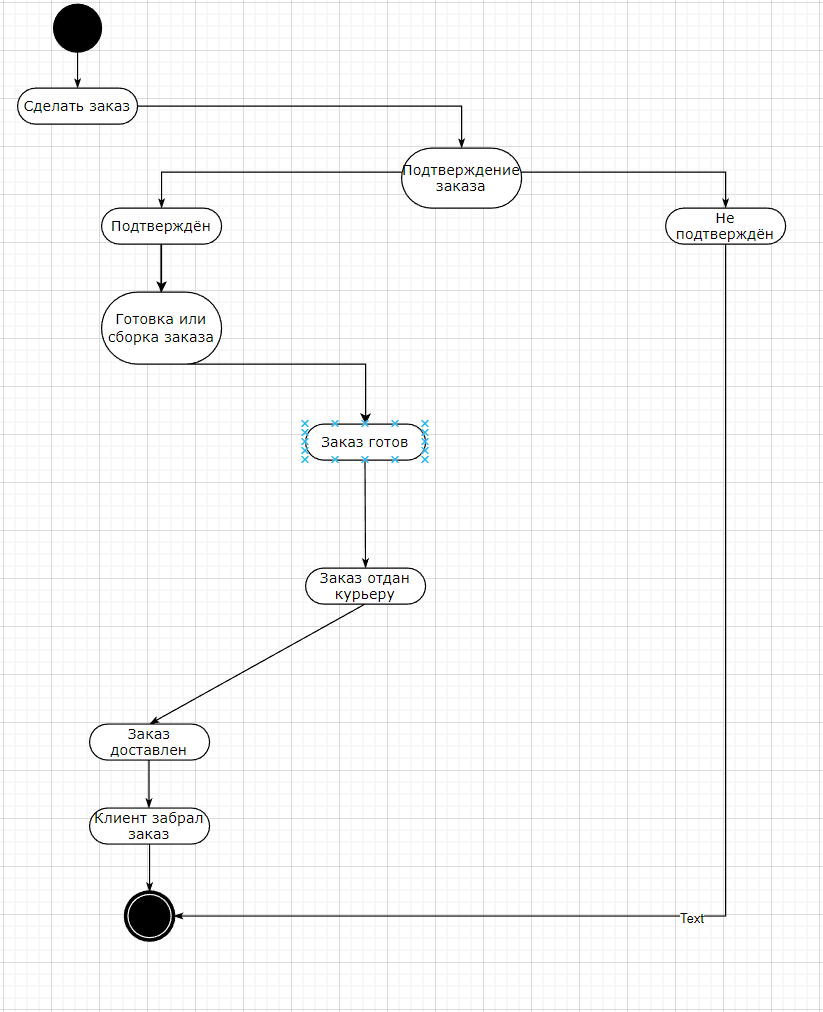 Сделать заказ
Подтверждение
заказа
Подтверждён
Не
подтверждён
Готовка или
сборка заказа
Заказ готов
Заказ отдан
курьеру
Заказ
доставлен
Клиент забрал
заказ
Text